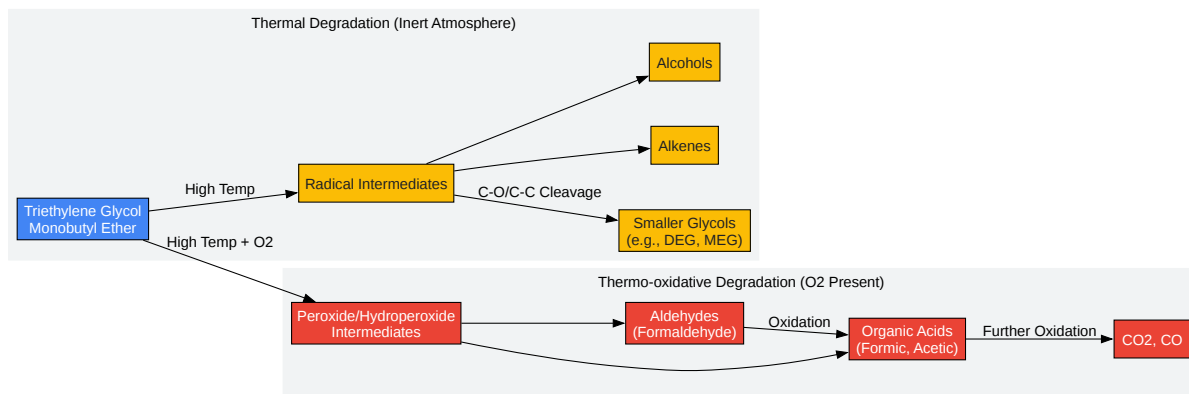 Thermal Degradation (Inert Atmosphere)
Alcohols
Alkenes
Radical Intermediates
High Temp
C-O/C-C Cleavage
Triethylene Glycol
Monobutyl Ether
Smaller Glycols
(e.g., DEG, MEG)
High Temp + O2
Thermo-oxidative Degradation (O2 Present)
Peroxide/Hydroperoxide
Intermediates
Aldehydes
(Formaldehyde)
Oxidation
Organic Acids
(Formic, Acetic)
Further Oxidation
CO2, CO